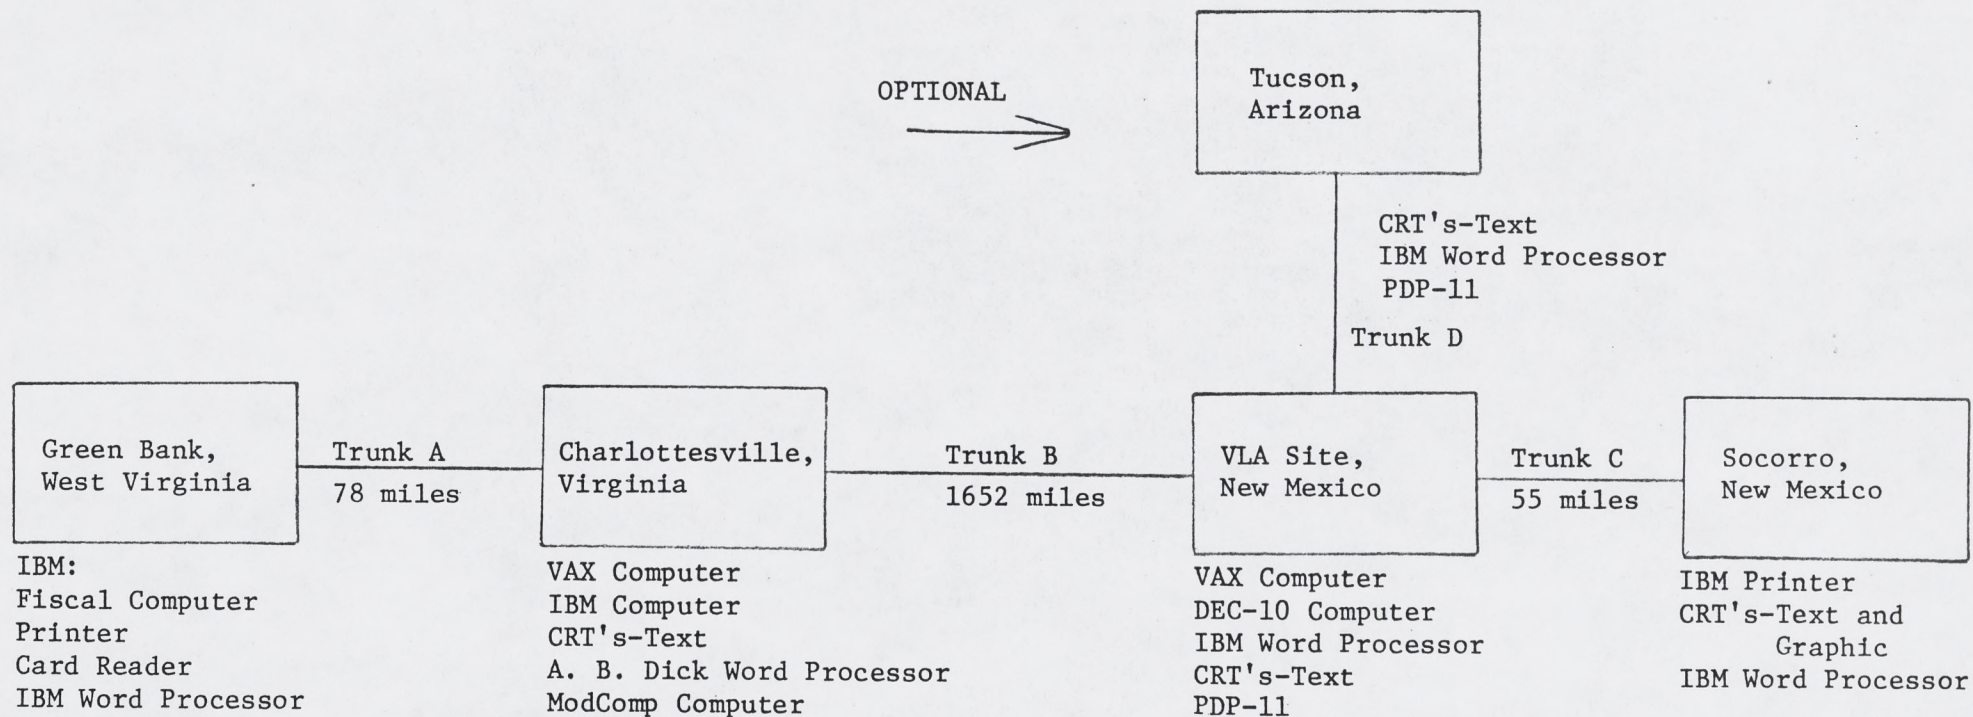 OPTIONAL
Tucson,
Arizona
CRT's-Text
IBM Word Processor
PDP-11
Trunk D
Green Bank,
West Virginia
Trunk A
78 miles
Charlottesville,
Virginia
Trunk B
1652 miles
VLA Site,
New Mexico
Trunk C
55 miles
Socorro,
New Mexico
IBM:
Fiscal Computer
Printer
Card Reader
IBM Word Processor
VAX Computer
IBM Computer
CRT's-Text
A. B. Dick Word Processor
ModComp Computer
VAX Computer
DEC-10 Computer
IBM Word Processor
CRT's-Text
PDP-11
IBM Printer
CRT's-Text and
Graphic
IBM Word Processor